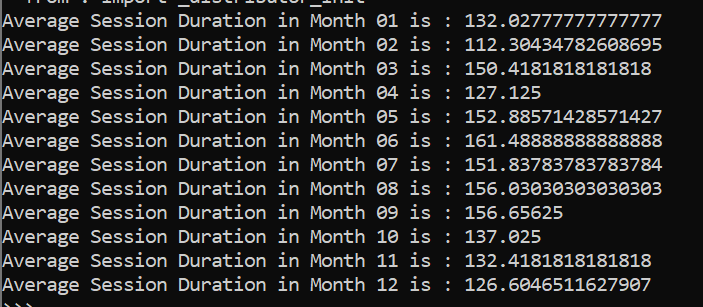 from . import _distributor_init
Average Session Duration in Month 01 is : 132.02777777777777
Average Session Duration in Month 02 is : 112.30434782608695
Average Session Duration in Month 03 is : 150.4181818181818
Average Session Duration in Month 04 is : 127.125
Average Session Duration in Month 05 is : 152.88571428571427
Average Session Duration in Month 06 is : 161.48888888888888
Average Session Duration in Month 07 is : 151.83783783783784
Average Session Duration in Month 08 is : 156.03030303030303
Average Session Duration in Month 09 is : 156.65625
Average Session Duration in Month 10 is : 137.025
Average Session Duration in Month 11 is : 132.4181818181818
Average Session Duration in Month 12 is : 126.6046511627907
>>>